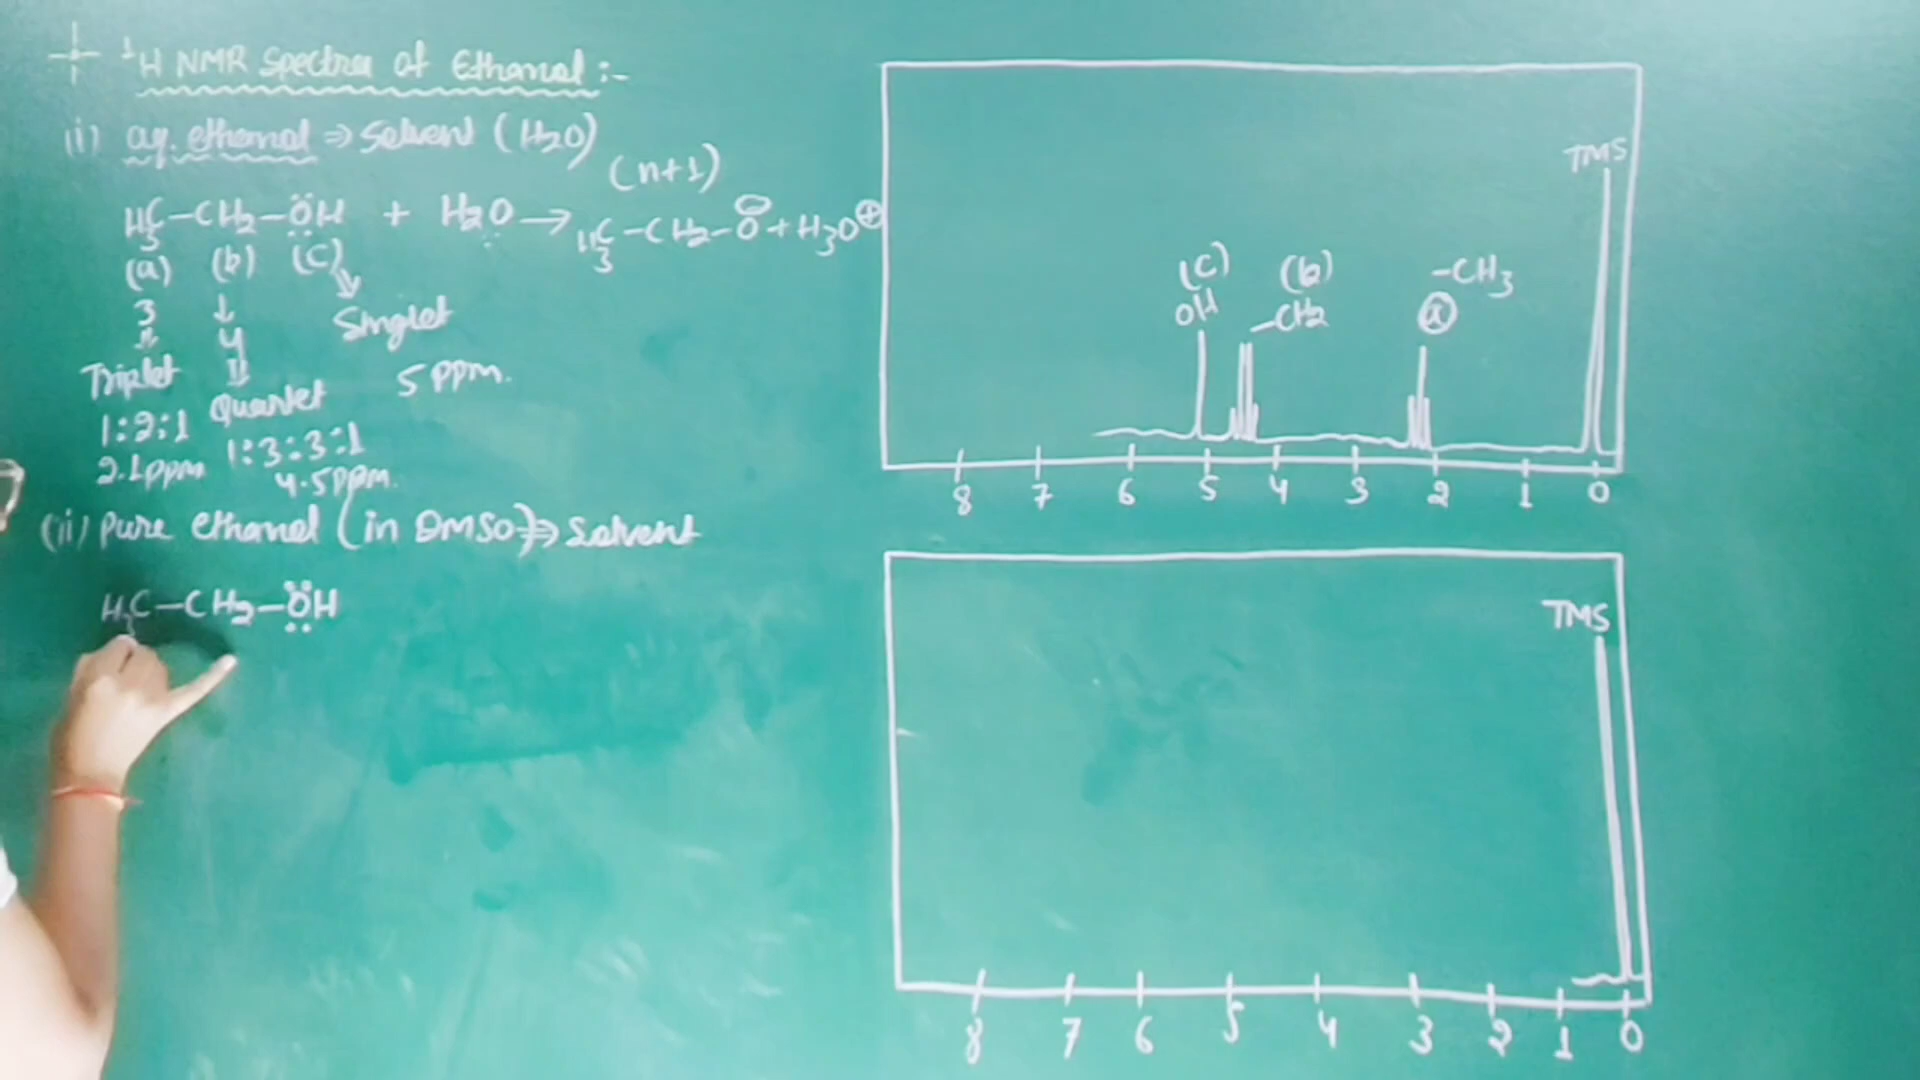 ¹H NMR Spectra of Ethanol :-
(i) aq. ethanol ⇒ Solvent (H2O)
(n+1)
H3C-CH2-ÖH + H2O → H3C-CH2-O⊖ + H3O⊕
(a) (b) (c)
3 ↓ ↘
⇓ 4 Singlet
Triplet ⇓ 5 ppm.
1:2:1 Quartet
2.1ppm 1:3:3:1
4.5ppm.
(ii) Pure ethanol (in DMSO) ⇒ Solvent
H3C-CH2-ÖH
TMS
(c) (b) -CH3
OH -CH2 (a)
8 7 6 5 4 3 2 1 0
TMS
8 7 6 5 4 3 2 1 0